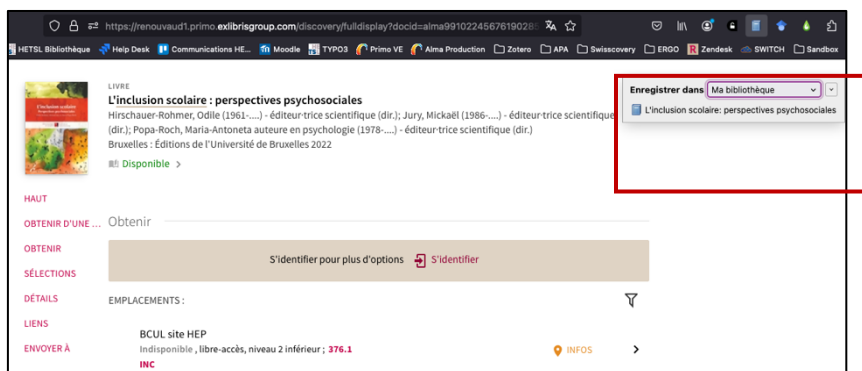 https://renouvaud1.primo.exlibrisgroup.com/discovery/fulldisplay?docid=alma99102245676190285
HETSL Bibliothèque Help Desk Communications HE... Moodle TYPO3 Primo VE Alma Production Zotero APA Swisscovery ERGO Zendesk SWITCH Sandbox
LIVRE
L'inclusion scolaire : perspectives psychosociales
Hirschauer-Rohmer, Odile (1961-....) - éditeur·trice scientifique (dir.); Jury, Mickaël (1986-....) - éditeur·trice scientifique
(dir.); Popa-Roch, Maria-Antoneta auteure en psychologie (1978-....) - éditeur·trice scientifique (dir.)
Bruxelles : Éditions de l'Université de Bruxelles 2022
Disponible >
Enregistrer dans Ma bibliothèque
L'inclusion scolaire: perspectives psychosociales
HAUT
OBTENIR D'UNE ...
OBTENIR
SÉLECTIONS
DÉTAILS
LIENS
ENVOYER À
Obtenir
S'identifier pour plus d'options S'identifier
EMPLACEMENTS :
BCUL site HEP
Indisponible , libre-accès, niveau 2 inférieur ; 376.1
INC
INFOS